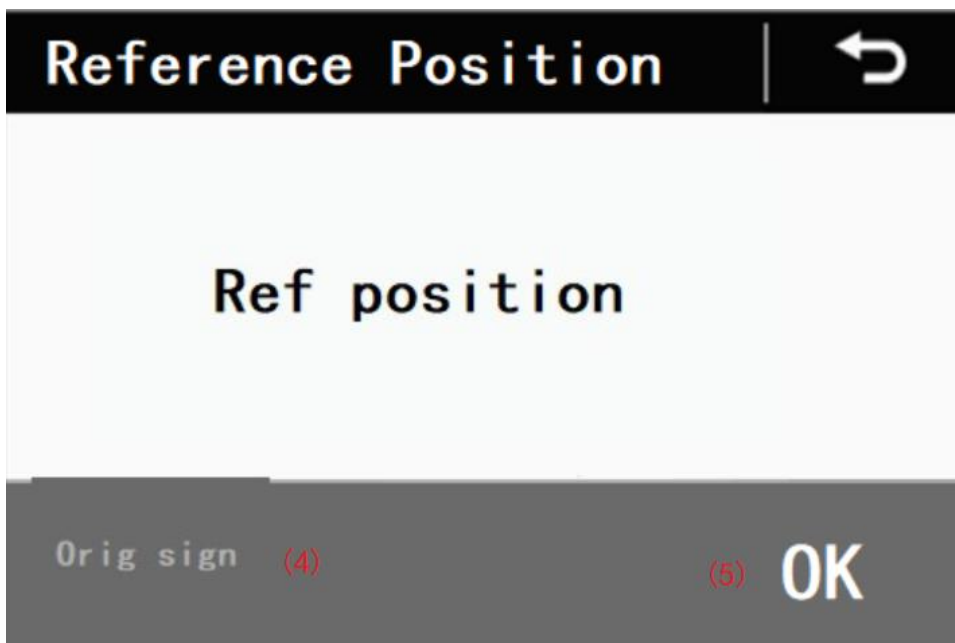 Reference Position
Ref position
Orig sign (4)
(5) OK